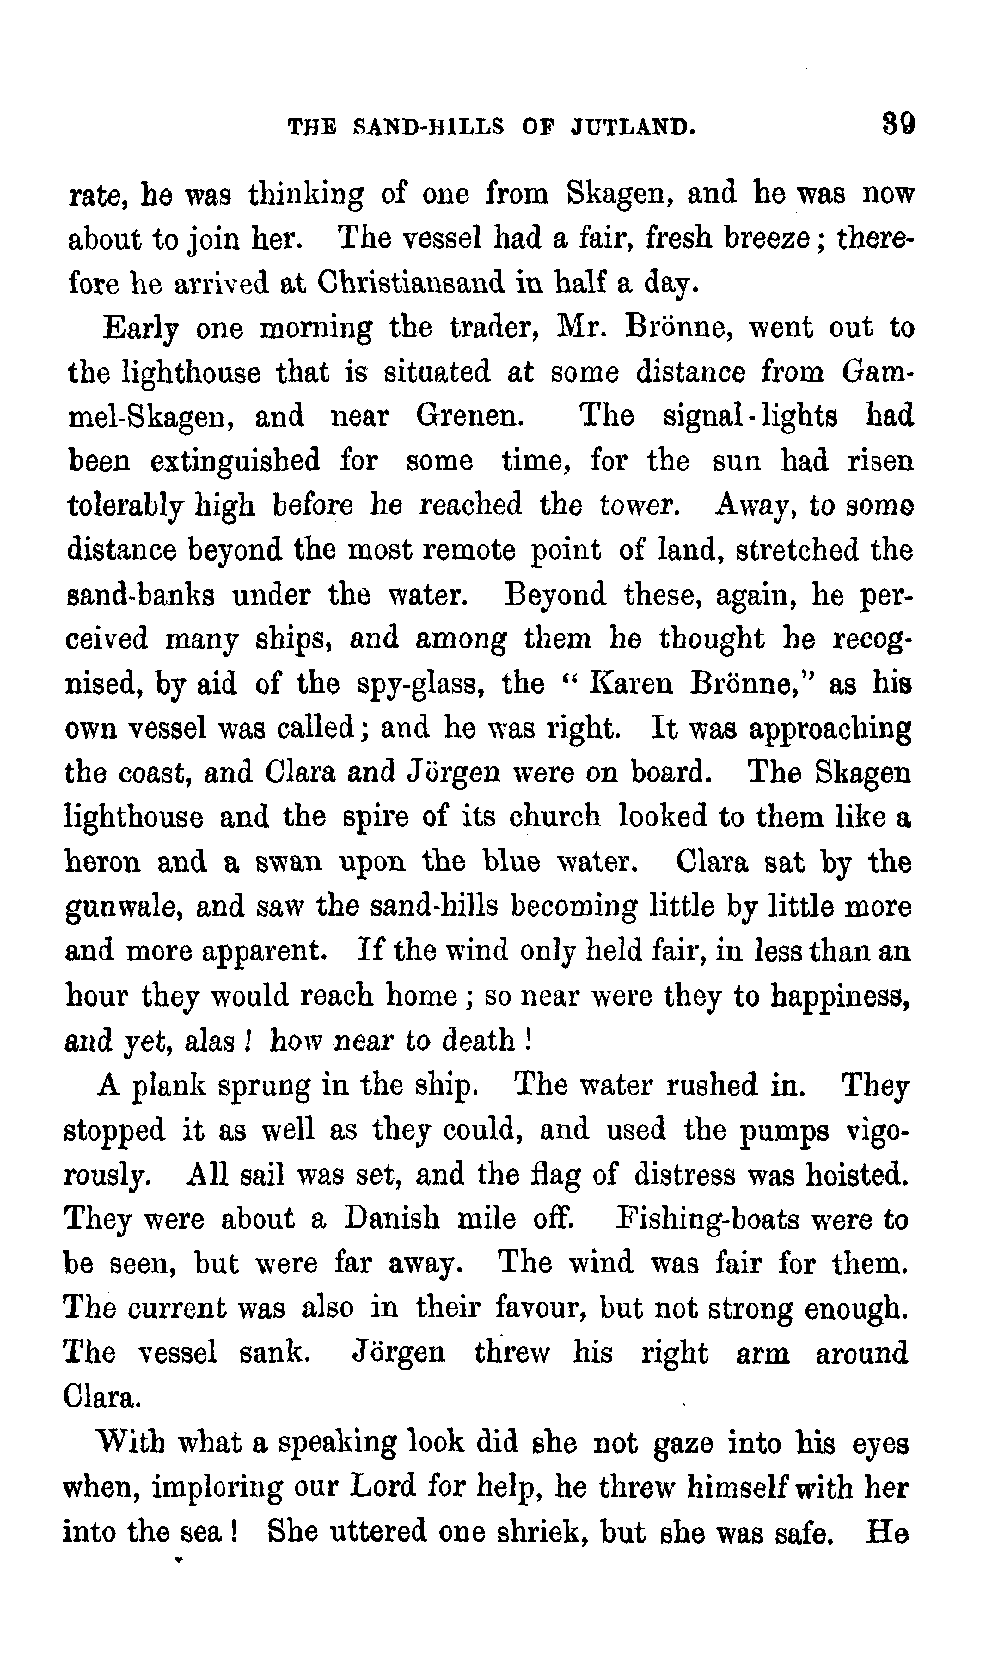 THE SAND-HILLS OF JUTLAND. 39
rate, he was thinking of one from Skagen, and he was now
about to join her. The vessel had a fair, fresh breeze; there-
fore he arrived at Christiansand in half a day.
Early one morning the trader, Mr. Brönne, went out to
the lighthouse that is situated at some distance from Gam-
mel-Skagen, and near Grenen. The signal-lights had
been extinguished for some time, for the sun had risen
tolerably high before he reached the tower. Away, to some
distance beyond the most remote point of land, stretched the
sand-banks under the water. Beyond these, again, he per-
ceived many ships, and among them he thought he recog-
nised, by aid of the spy-glass, the “Karen Brönne,” as his
own vessel was called; and he was right. It was approaching
the coast, and Clara and Jörgen were on board. The Skagen
lighthouse and the spire of its church looked to them like a
heron and a swan upon the blue water. Clara sat by the
gunwale, and saw the sand-hills becoming little by little more
and more apparent. If the wind only held fair, in less than an
hour they would reach home; so near were they to happiness,
and yet, alas! how near to death!
A plank sprung in the ship. The water rushed in. They
stopped it as well as they could, and used the pumps vigo-
rously. All sail was set, and the flag of distress was hoisted.
They were about a Danish mile off. Fishing-boats were to
be seen, but were far away. The wind was fair for them.
The current was also in their favour, but not strong enough.
The vessel sank. Jörgen threw his right arm around
Clara.
With what a speaking look did she not gaze into his eyes
when, imploring our Lord for help, he threw himself with her
into the sea! She uttered one shriek, but she was safe. He